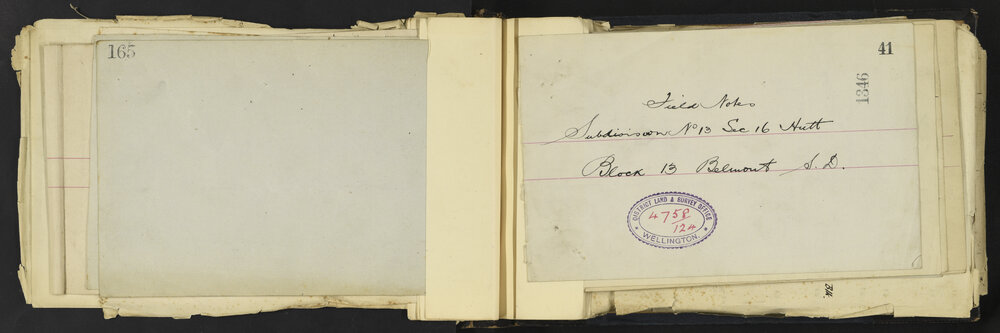 165
41
1346
Field Notes
Subdivision No 13 Sec 16 Hutt
Block 13 Belmont S.D.
DISTRICT LAND & SURVEY OFFICE
4758/124
WELLINGTON.